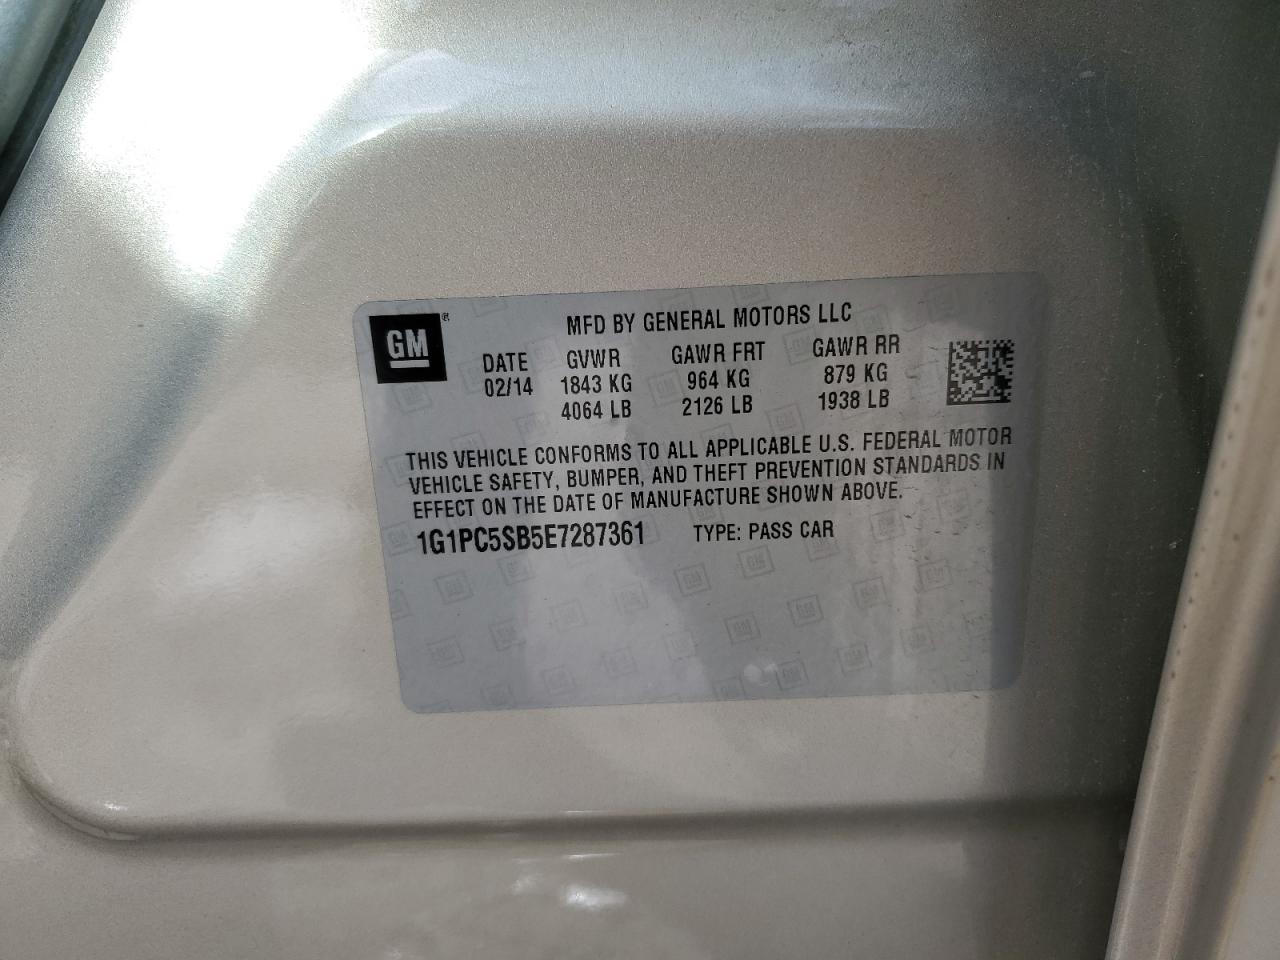 GM®
MFD BY GENERAL MOTORS LLC
DATE GVWR GAWR FRT GAWR RR
02/14 1843 KG 964 KG 879 KG
4064 LB 2126 LB 1938 LB
THIS VEHICLE CONFORMS TO ALL APPLICABLE U.S. FEDERAL MOTOR
VEHICLE SAFETY, BUMPER, AND THEFT PREVENTION STANDARDS IN
EFFECT ON THE DATE OF MANUFACTURE SHOWN ABOVE.
1G1PC5SB5E7287361 TYPE: PASS CAR